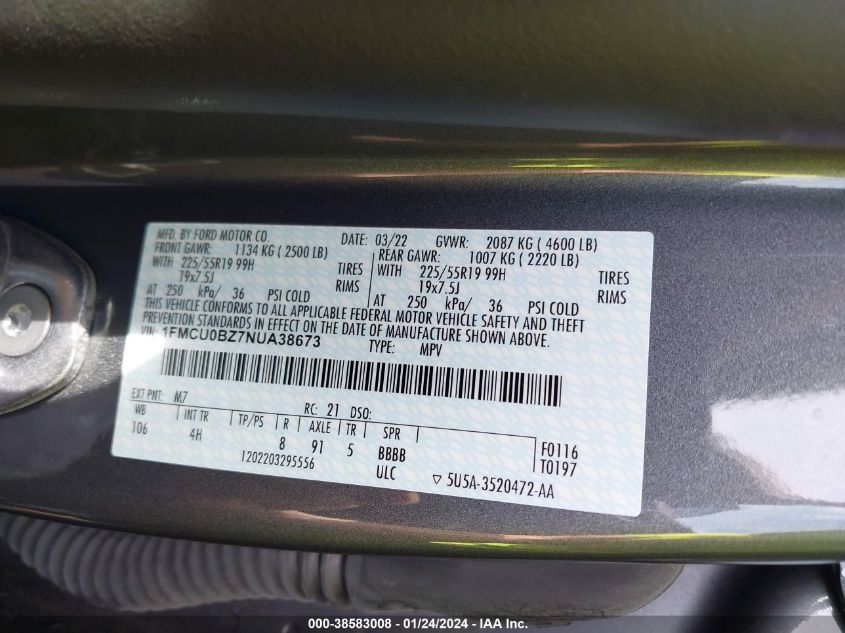 MFD. BY FORD MOTOR CO. DATE: 03/22 GVWR: 2087 KG ( 4600 LB)
FRONT GAWR: 1134 KG ( 2500 LB) REAR GAWR: 1007 KG ( 2220 LB)
WITH 225/55R19 99H TIRES WITH 225/55R19 99H TIRES
19x7.5J RIMS 19x7.5J RIMS
AT 250 kPa/ 36 PSI COLD AT 250 kPa/ 36 PSI COLD
THIS VEHICLE CONFORMS TO ALL APPLICABLE FEDERAL MOTOR VEHICLE SAFETY AND THEFT
PREVENTION STANDARDS IN EFFECT ON THE DATE OF MANUFACTURE SHOWN ABOVE.
VIN: 1FMCU0BZ7NUA38673 TYPE: MPV
EXT PNT: M7 RC: 21 DSO:
WB INT TR TP/PS R AXLE TR SPR
106 4H 8 91 5 BBBB F0116
1202203295556 ULC T0197
5U5A-3520472-AA
000-38583008 - 01/24/2024 - IAA Inc.